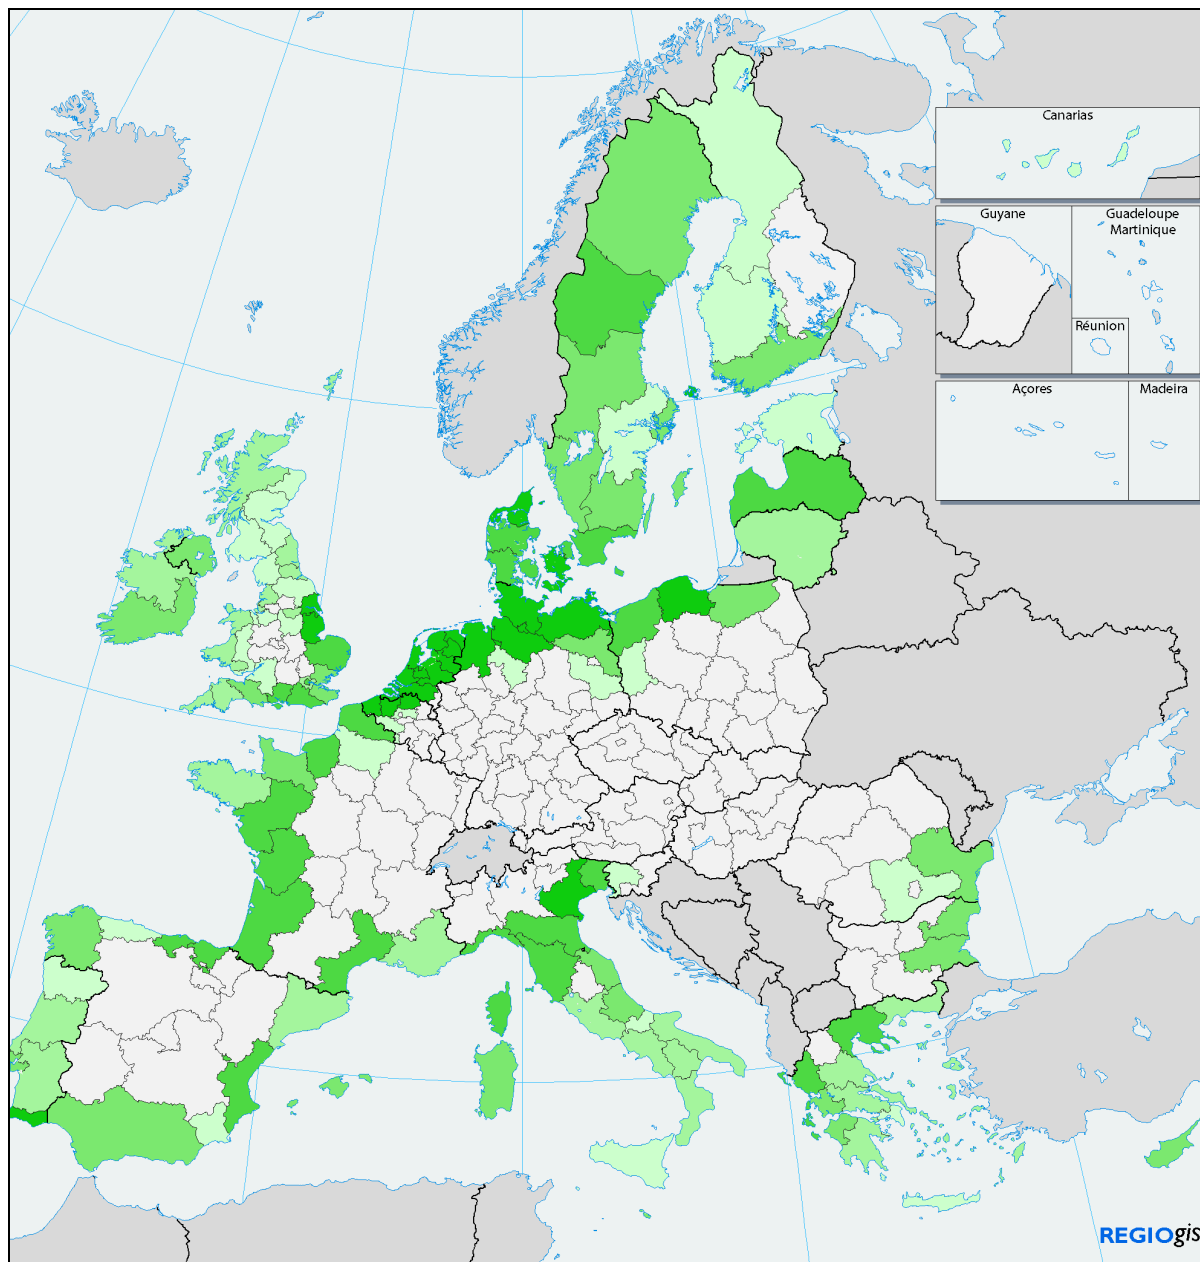 Canarias
Guyane
Guadeloupe
Martinique
Réunion
Açores
Madeira
REGIOgis